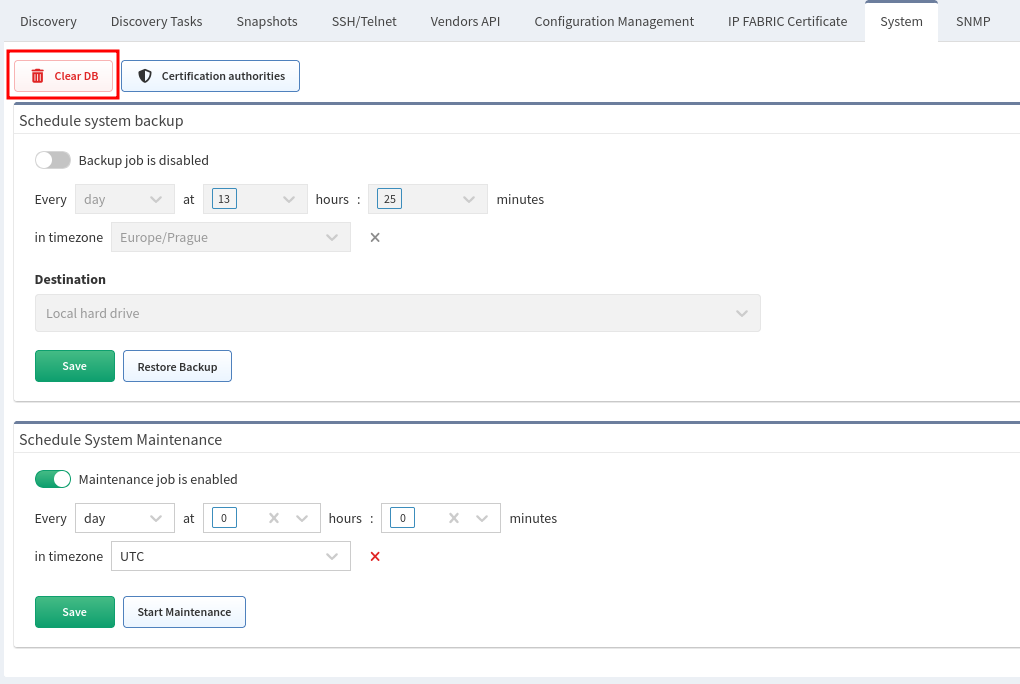 Discovery Discovery Tasks Snapshots SSH/Telnet Vendors API Configuration Management IP FABRIC Certificate System SNMP
Clear DB Certification authorities
Schedule system backup
Backup job is disabled
Every day at 13 hours : 25 minutes
in timezone Europe/Prague
Destination
Local hard drive
Save Restore Backup
Schedule System Maintenance
Maintenance job is enabled
Every day at 0 hours : 0 minutes
in timezone UTC
Save Start Maintenance